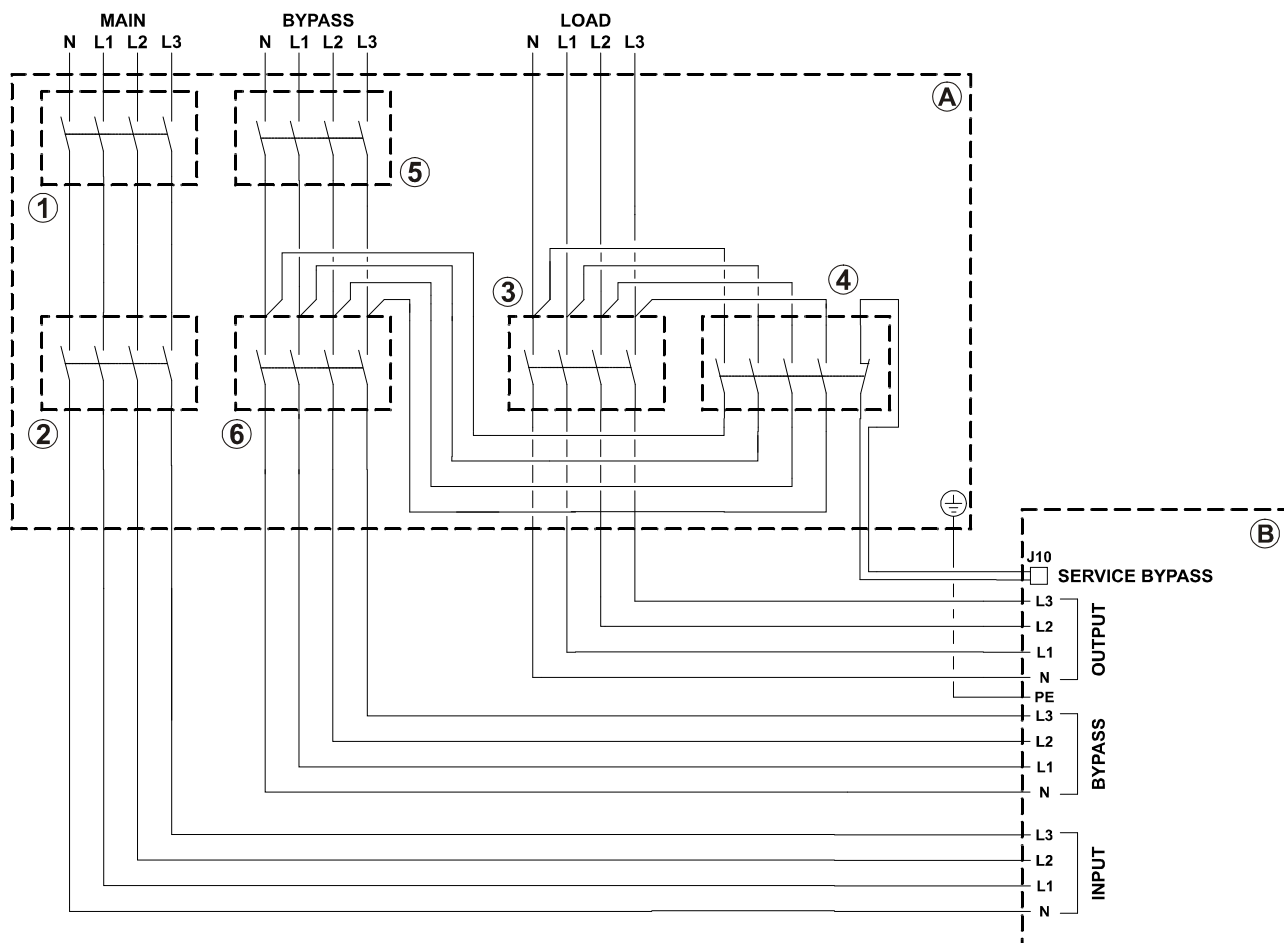 MAIN BYPASS LOAD
N L1 L2 L3 N L1 L2 L3 N L1 L2 L3
A
5
1
4
3
2
6
B
J10
SERVICE BYPASS
L3
L2
L1
N
OUTPUT
PE
L3
L2
L1
N
BYPASS
L3
L2
L1
N
INPUT